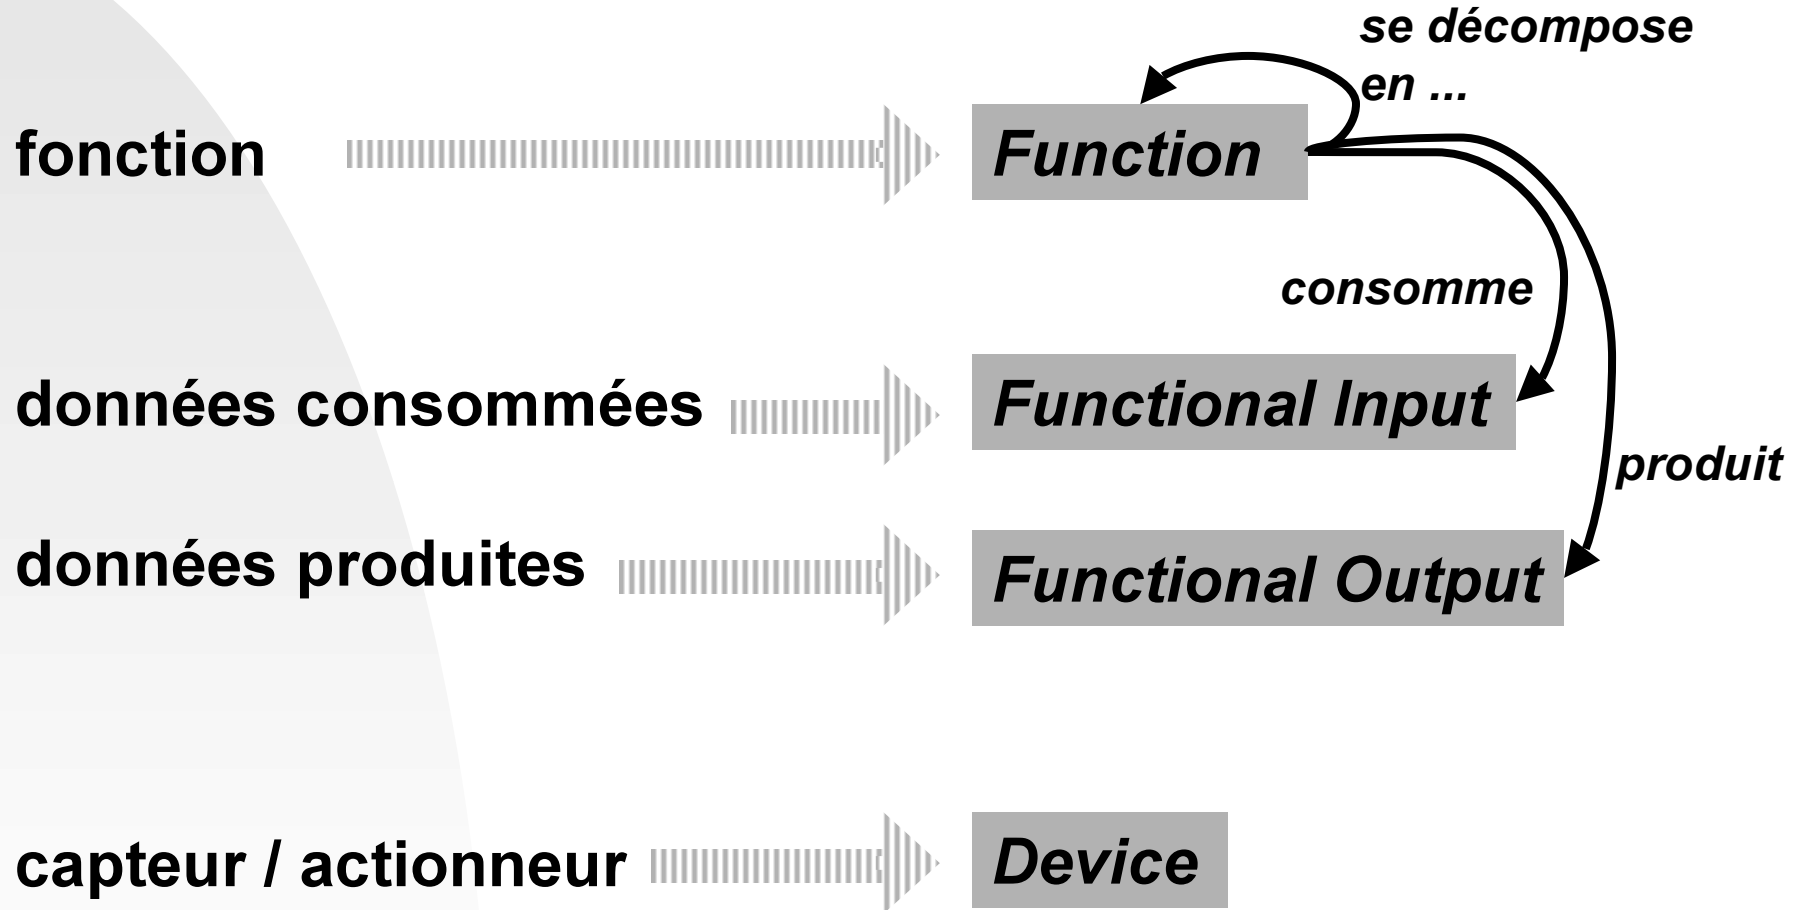 se décompose
en ...
fonction
Function
consomme
données consommées
Functional Input
produit
données produites
Functional Output
capteur / actionneur
Device